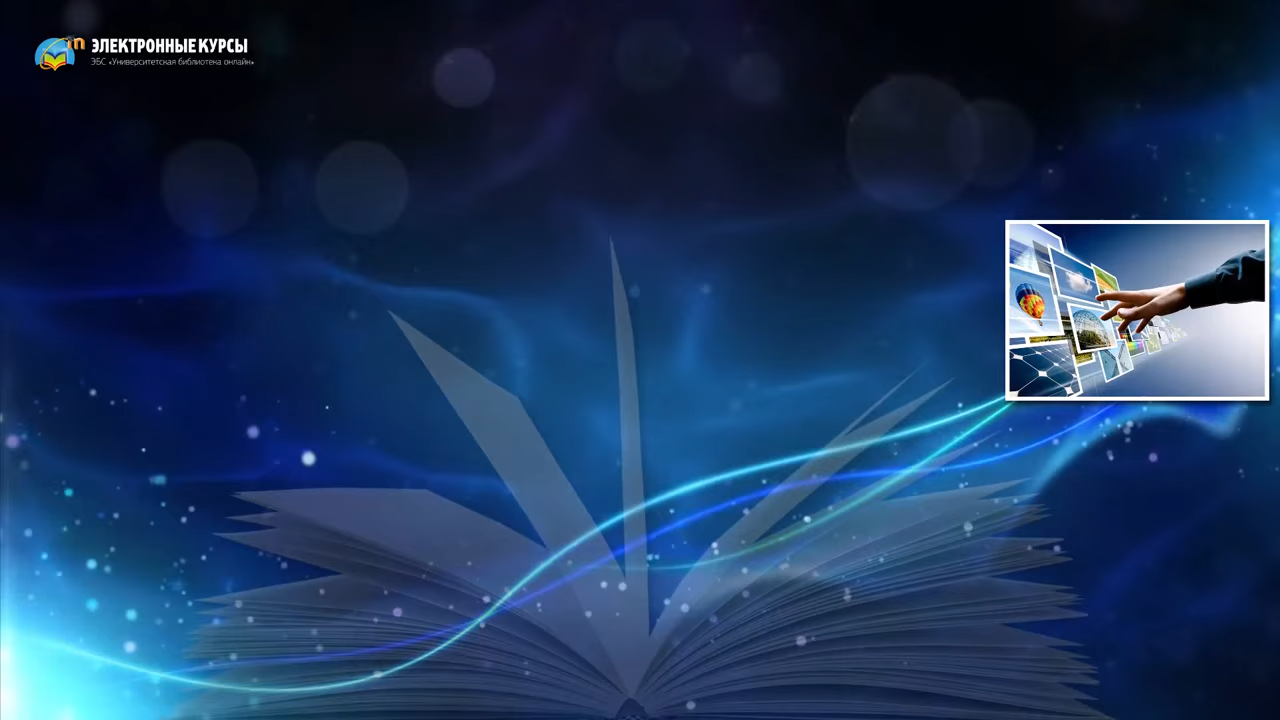 ЭЛЕКТРОННЫЕ КУРСЫ
ЭБС «Университетская библиотека онлайн»